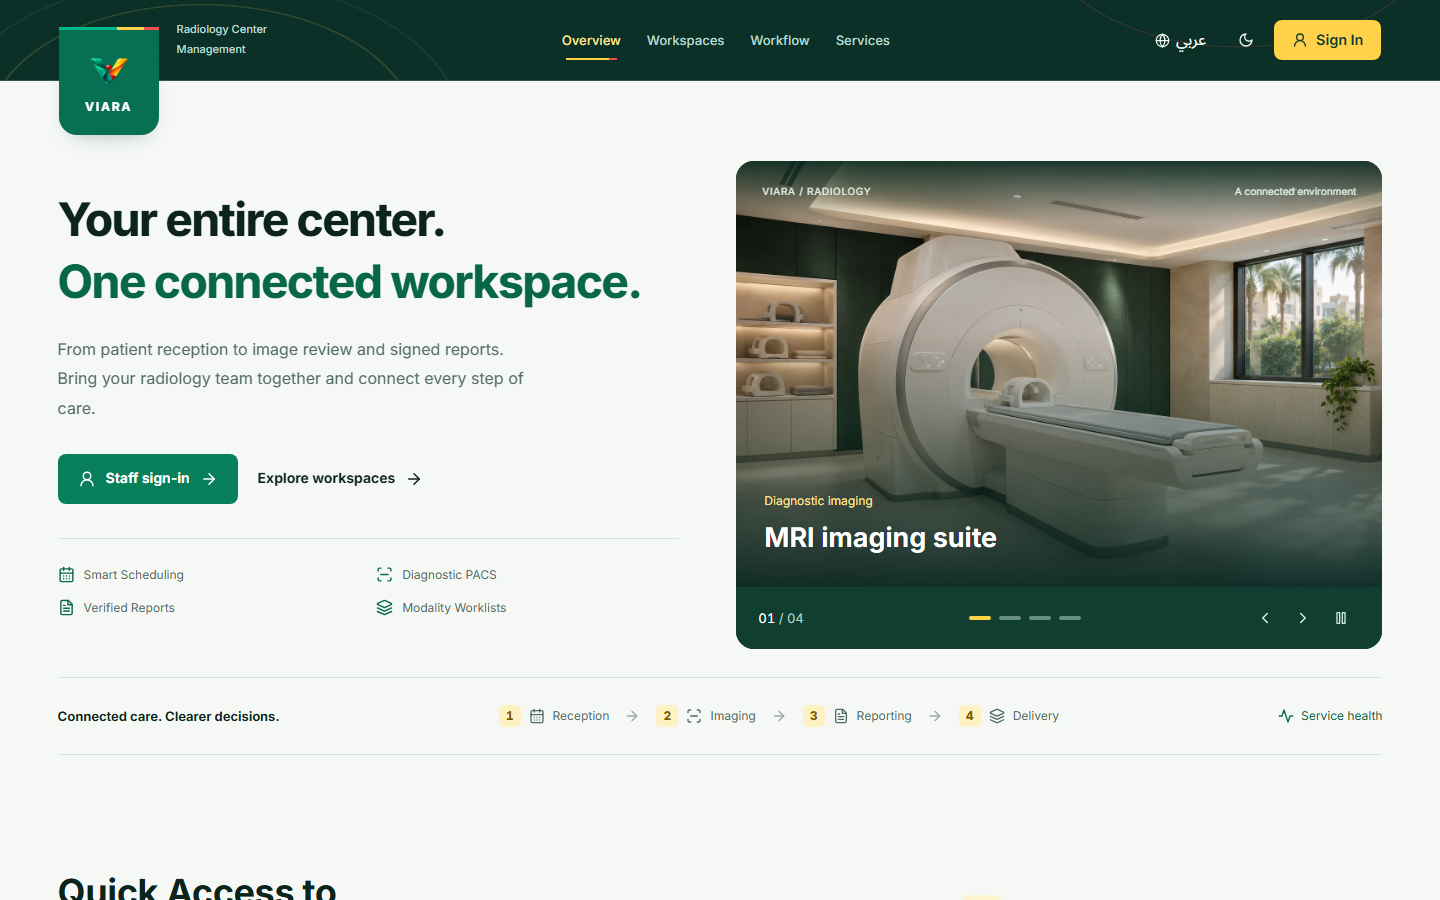 Radiology Center
Management
VIARA
Overview
Workspaces
Workflow
Services
عربي
Sign In
Your entire center.
One connected workspace.
From patient reception to image review and signed reports.
Bring your radiology team together and connect every step of
care.
Staff sign-in
Explore workspaces
Smart Scheduling
Diagnostic PACS
Verified Reports
Modality Worklists
VIARA / RADIOLOGY
A connected environment
Diagnostic imaging
MRI imaging suite
01 / 04
Connected care. Clearer decisions.
1 Reception
2 Imaging
3 Reporting
4 Delivery
Service health
Quick Access to